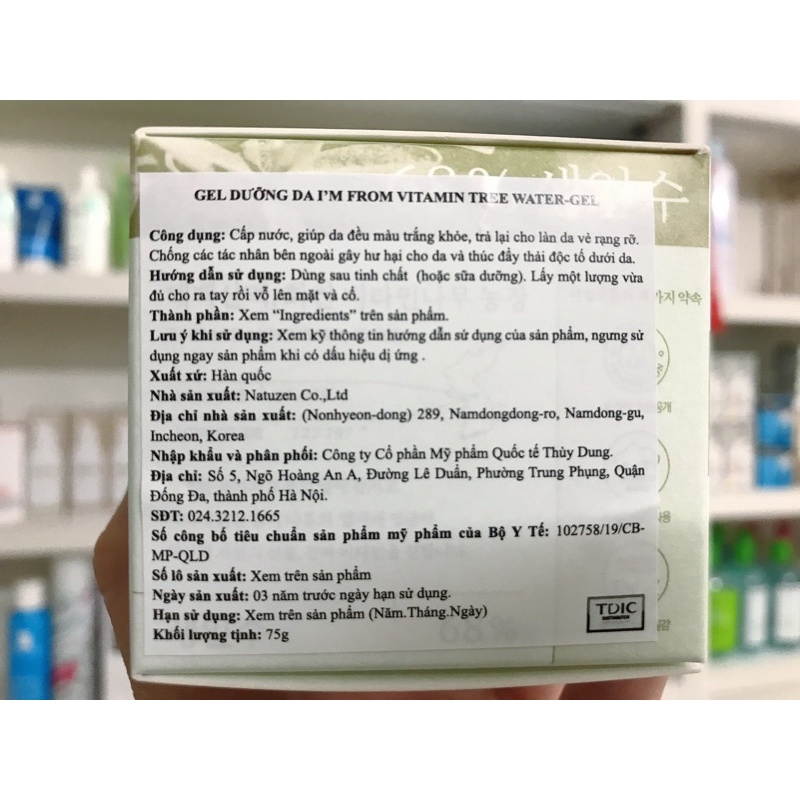 GEL DƯỠNG DA I'M FROM VITAMIN TREE WATER-GEL
Công dụng: Cấp nước, giúp da đều màu trắng khỏe, trả lại cho làn da vẻ rạng rỡ.
Chống các tác nhân bên ngoài gây hư hại cho da và thúc đẩy thải độc tố dưới da.
Hướng dẫn sử dụng: Dùng sau tinh chất (hoặc sữa dưỡng). Lấy một lượng vừa
đủ cho ra tay rồi vỗ lên mặt và cổ.
Thành phần: Xem “Ingredients” trên sản phẩm.
Lưu ý khi sử dụng: Xem kỹ thông tin hướng dẫn sử dụng của sản phẩm, ngưng sử
dụng ngay sản phẩm khi có dấu hiệu dị ứng .
Xuất xứ: Hàn quốc
Nhà sản xuất: Natuzen Co.,Ltd
Địa chỉ nhà sản xuất: (Nonhyeon-dong) 289, Namdongdong-ro, Namdong-gu,
Incheon, Korea
Nhập khẩu và phân phối: Công ty Cổ phần Mỹ phẩm Quốc tế Thùy Dung.
Địa chỉ: Số 5, Ngõ Hoàng An A, Đường Lê Duẩn, Phường Trung Phụng, Quận
Đống Đa, thành phố Hà Nội.
SĐT: 024.3212.1665
Số công bố tiêu chuẩn sản phẩm mỹ phẩm của Bộ Y Tế: 102758/19/CB-
MP-QLD
Số lô sản xuất: Xem trên sản phẩm
Ngày sản xuất: 03 năm trước ngày hạn sử dụng.
Hạn sử dụng: Xem trên sản phẩm (Năm.Tháng.Ngày)
Khối lượng tịnh: 75g
TDIC
DISTRIBUTOR
68%
수
가지 약속